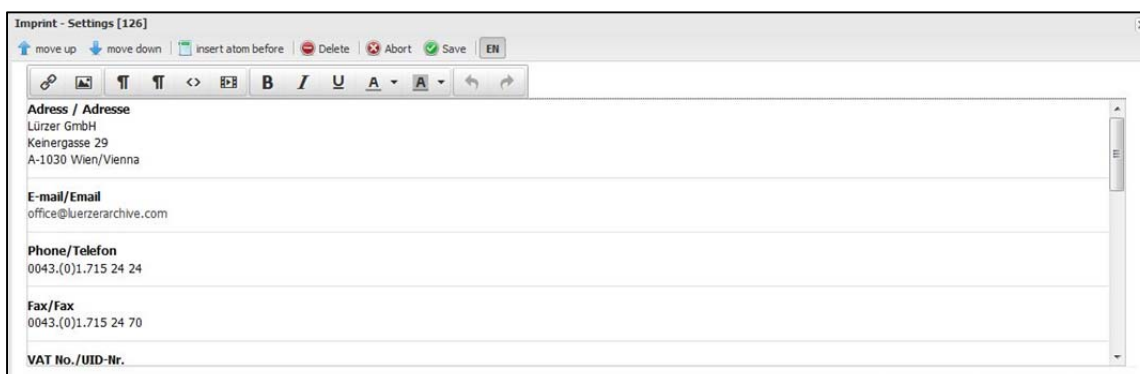 Imprint - Settings [126]
move up move down insert atom before Delete Abort Save EN
¶ ¶ <> B I U A A
Adress / Adresse
Lürzer GmbH
Keinergasse 29
A-1030 Wien/Vienna
E-mail/Email
office@luerzerarchive.com
Phone/Telefon
0043.(0)1.715 24 24
Fax/Fax
0043.(0)1.715 24 70
VAT No./UID-Nr.